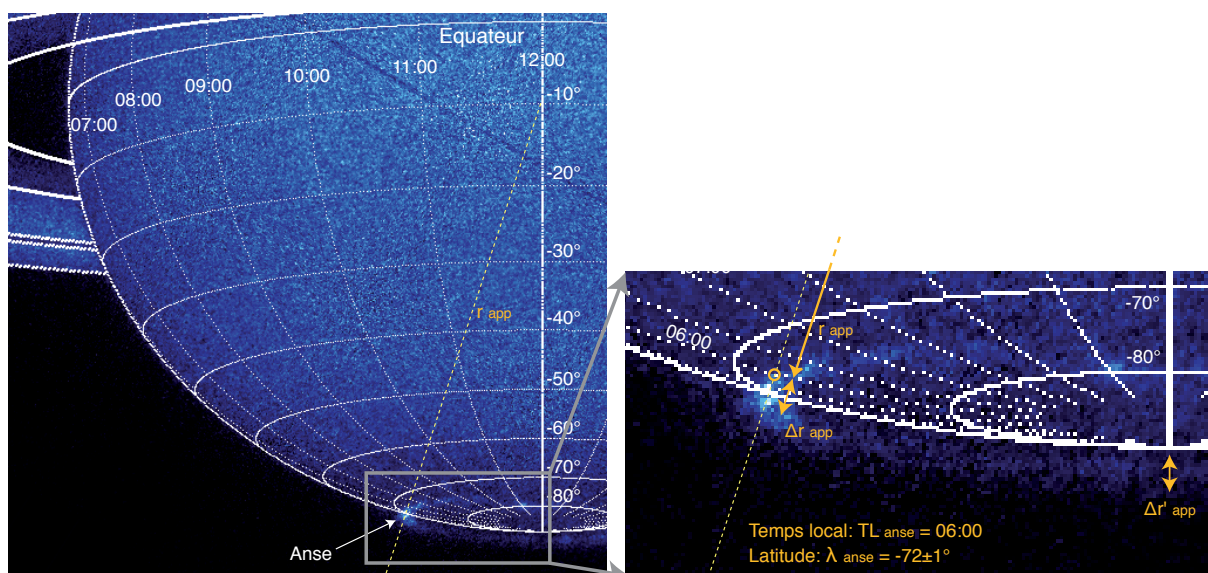 Equateur
12:00
11:00
10:00
09:00
08:00
07:00
-10°
-20°
-30°
-40°
-50°
-60°
-70°
-80°
r app
Anse
07:00
06:00
-70°
-80°
r app
Δr app
Δr' app
Temps local: TL anse = 06:00
Latitude: λ anse = -72±1°